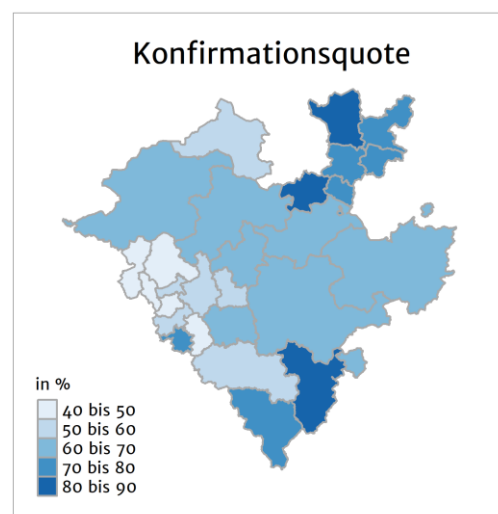 Konfirmationsquote
in %
40 bis 50
50 bis 60
60 bis 70
70 bis 80
80 bis 90